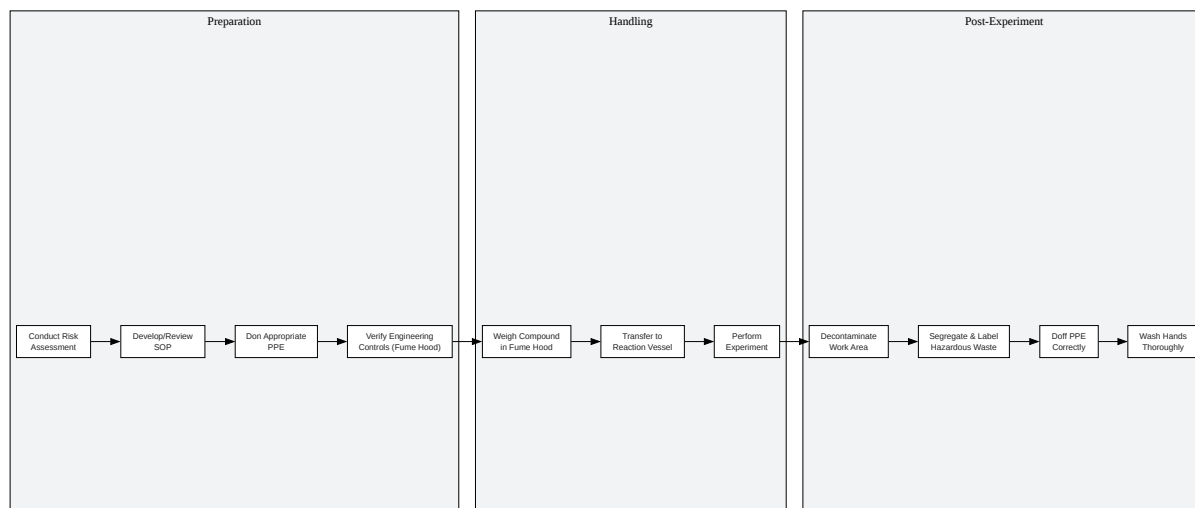 Preparation
Conduct Risk
Assessment
Develop/Review
SOP
Don Appropriate
PPE
Verify Engineering
Controls (Fume Hood)
Handling
Weigh Compound
in Fume Hood
Transfer to
Reaction Vessel
Perform
Experiment
Post-Experiment
Decontaminate
Work Area
Segregate & Label
Hazardous Waste
Doff PPE
Correctly
Wash Hands
Thoroughly